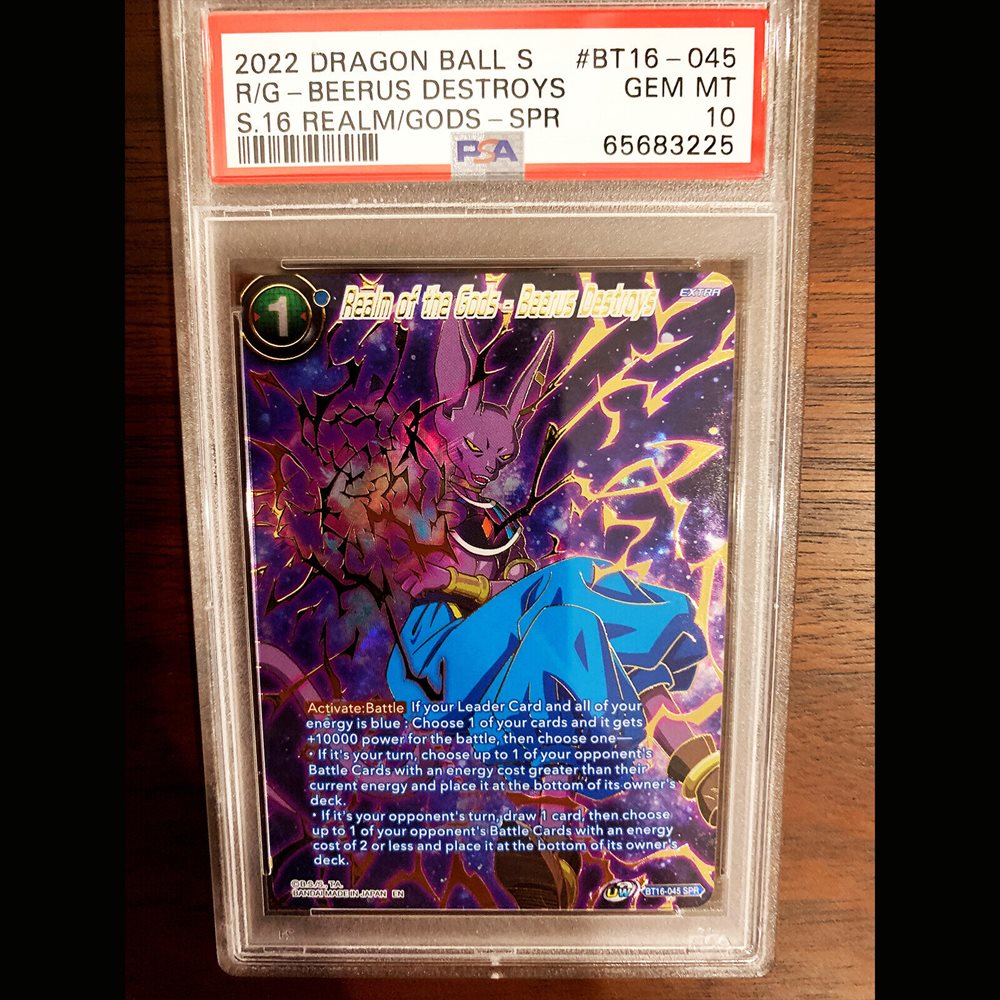 2022 DRAGON BALL S #BT16-045
R/G-BEERUS DESTROYS GEM MT
S.16 REALM/GODS-SPR 10
PSA 65683225
1 Realm of the Gods - Beerus Destroys EXTRA
Activate:Battle If your Leader Card and all of your
energy is blue : Choose 1 of your cards and it gets
+10000 power for the battle, then choose one—
• If it's your turn, choose up to 1 of your opponent's
Battle Cards with an energy cost greater than their
current energy and place it at the bottom of its owner's
deck.
• If it's your opponent's turn, draw 1 card, then choose
up to 1 of your opponent's Battle Cards with an energy
cost of 2 or less and place it at the bottom of its owner's
deck.
©B.S./S., T.A.
BANDAI MADE IN JAPAN EN UW BT16-045 SPR